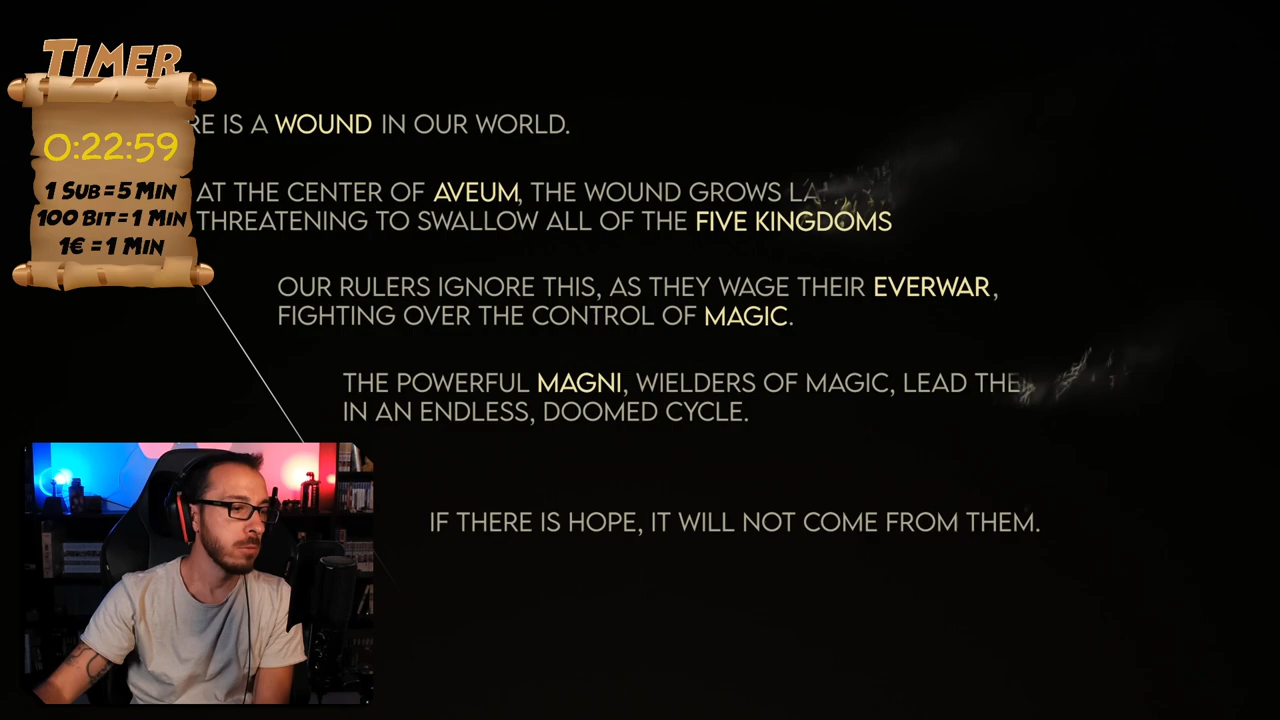 TIMER
0:22:59
1 SUB = 5 MIN
100 BIT = 1 MIN
1€ = 1 MIN
IS A WOUND IN OUR WORLD.
AT THE CENTER OF AVEUM, THE WOUND GROWS
THREATENING TO SWALLOW ALL OF THE FIVE KINGDOMS
OUR RULERS IGNORE THIS, AS THEY WAGE THEIR EVERWAR,
FIGHTING OVER THE CONTROL OF MAGIC.
THE POWERFUL MAGNI, WIELDERS OF MAGIC, LEAD
IN AN ENDLESS, DOOMED CYCLE.
IF THERE IS HOPE, IT WILL NOT COME FROM THEM.